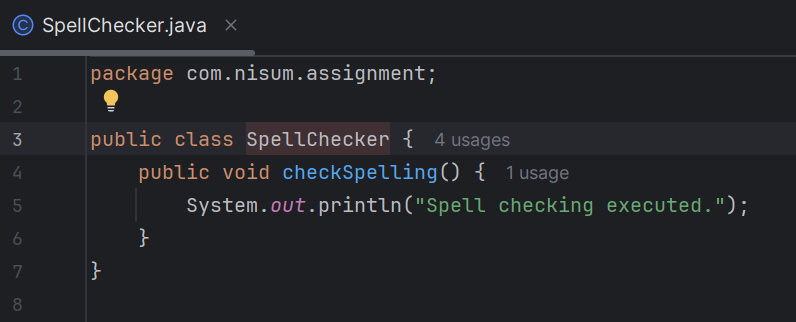 SpellChecker.java
1 package com.nisum.assignment;
2
3 public class SpellChecker { 4 usages
4     public void checkSpelling() { 1 usage
5         System.out.println("Spell checking executed.");
6     }
7 }
8